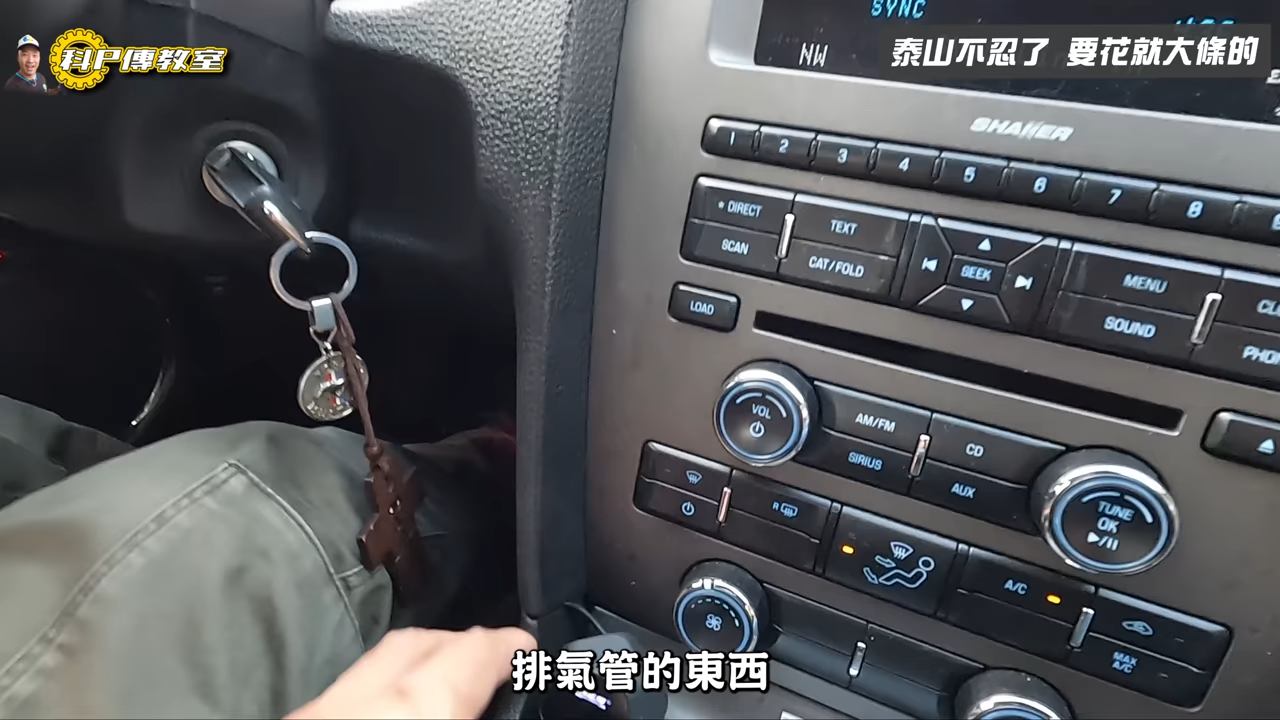 科P傳教室
泰山不忍了 要花就大條的
SYNC
NW
SHAKER
1 2 3 4 5 6 7 8
* DIRECT
SCAN
TEXT
CAT/FOLD
SEEK
MENU
SOUND
LOAD
VOL
AM/FM
SIRIUS
CD
AUX
TUNE
OK
R
A/C
MAX
A/C
排氣管的東西